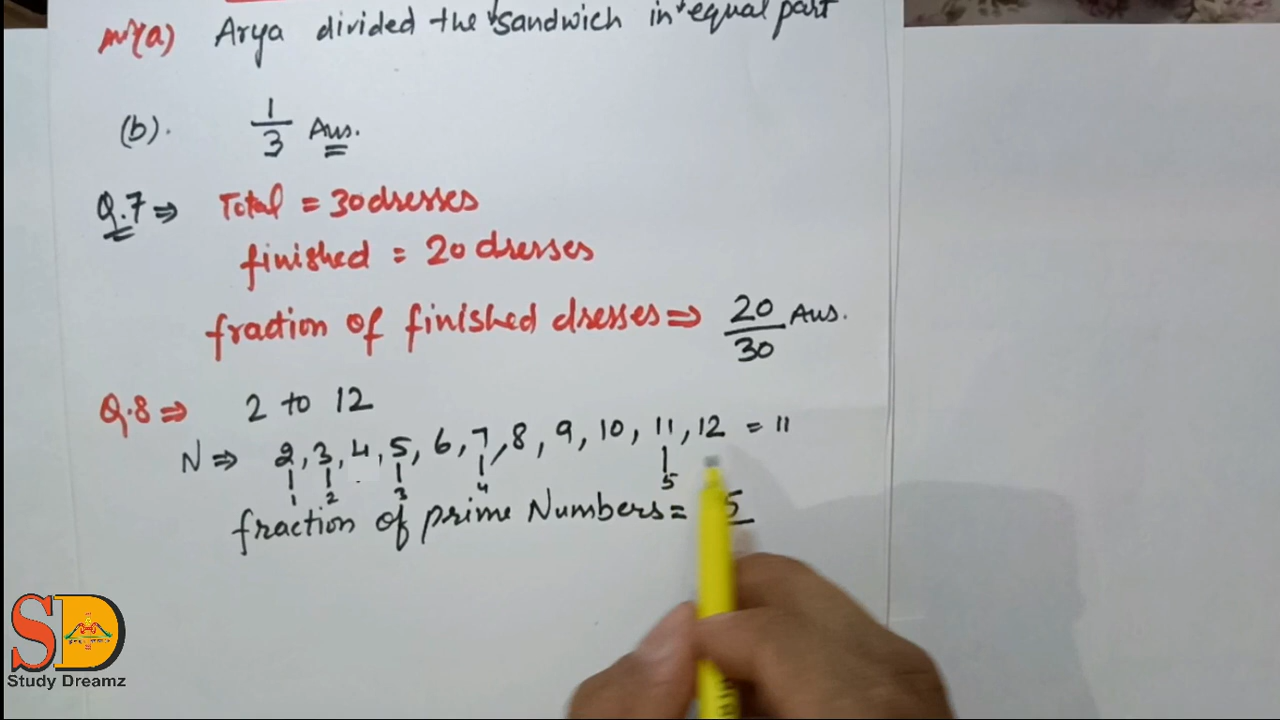 (a) Arya divided the sandwich in equal part
(b). 1/3 Ans.
Q.7 ⇒ Total = 30 dresses
finished = 20 dresses
fraction of finished dresses ⇒ 20/30 Ans.
Q.8 ⇒ 2 to 12
N ⇒ 2, 3, 4, 5, 6, 7, 8, 9, 10, 11, 12 = 11
1 2 3 4 5
fraction of prime Numbers = 5
SD
Study Dreamz